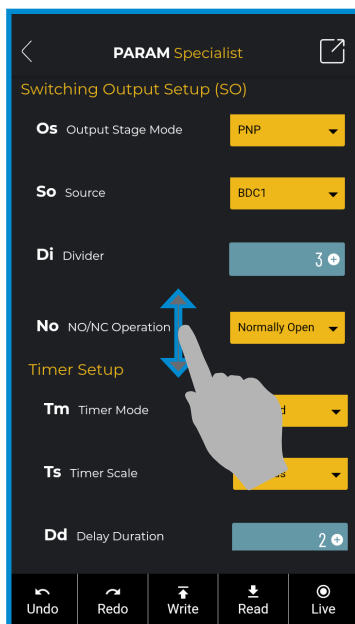 PARAM Specialist
Switching Output Setup (SO)
Os Output Stage Mode PNP
So Source BDC1
Di Divider 3
No NO/NC Operation Normally Open
Timer Setup
Tm Timer Mode
Ts Timer Scale
Dd Delay Duration 2
Undo Redo Write Read Live